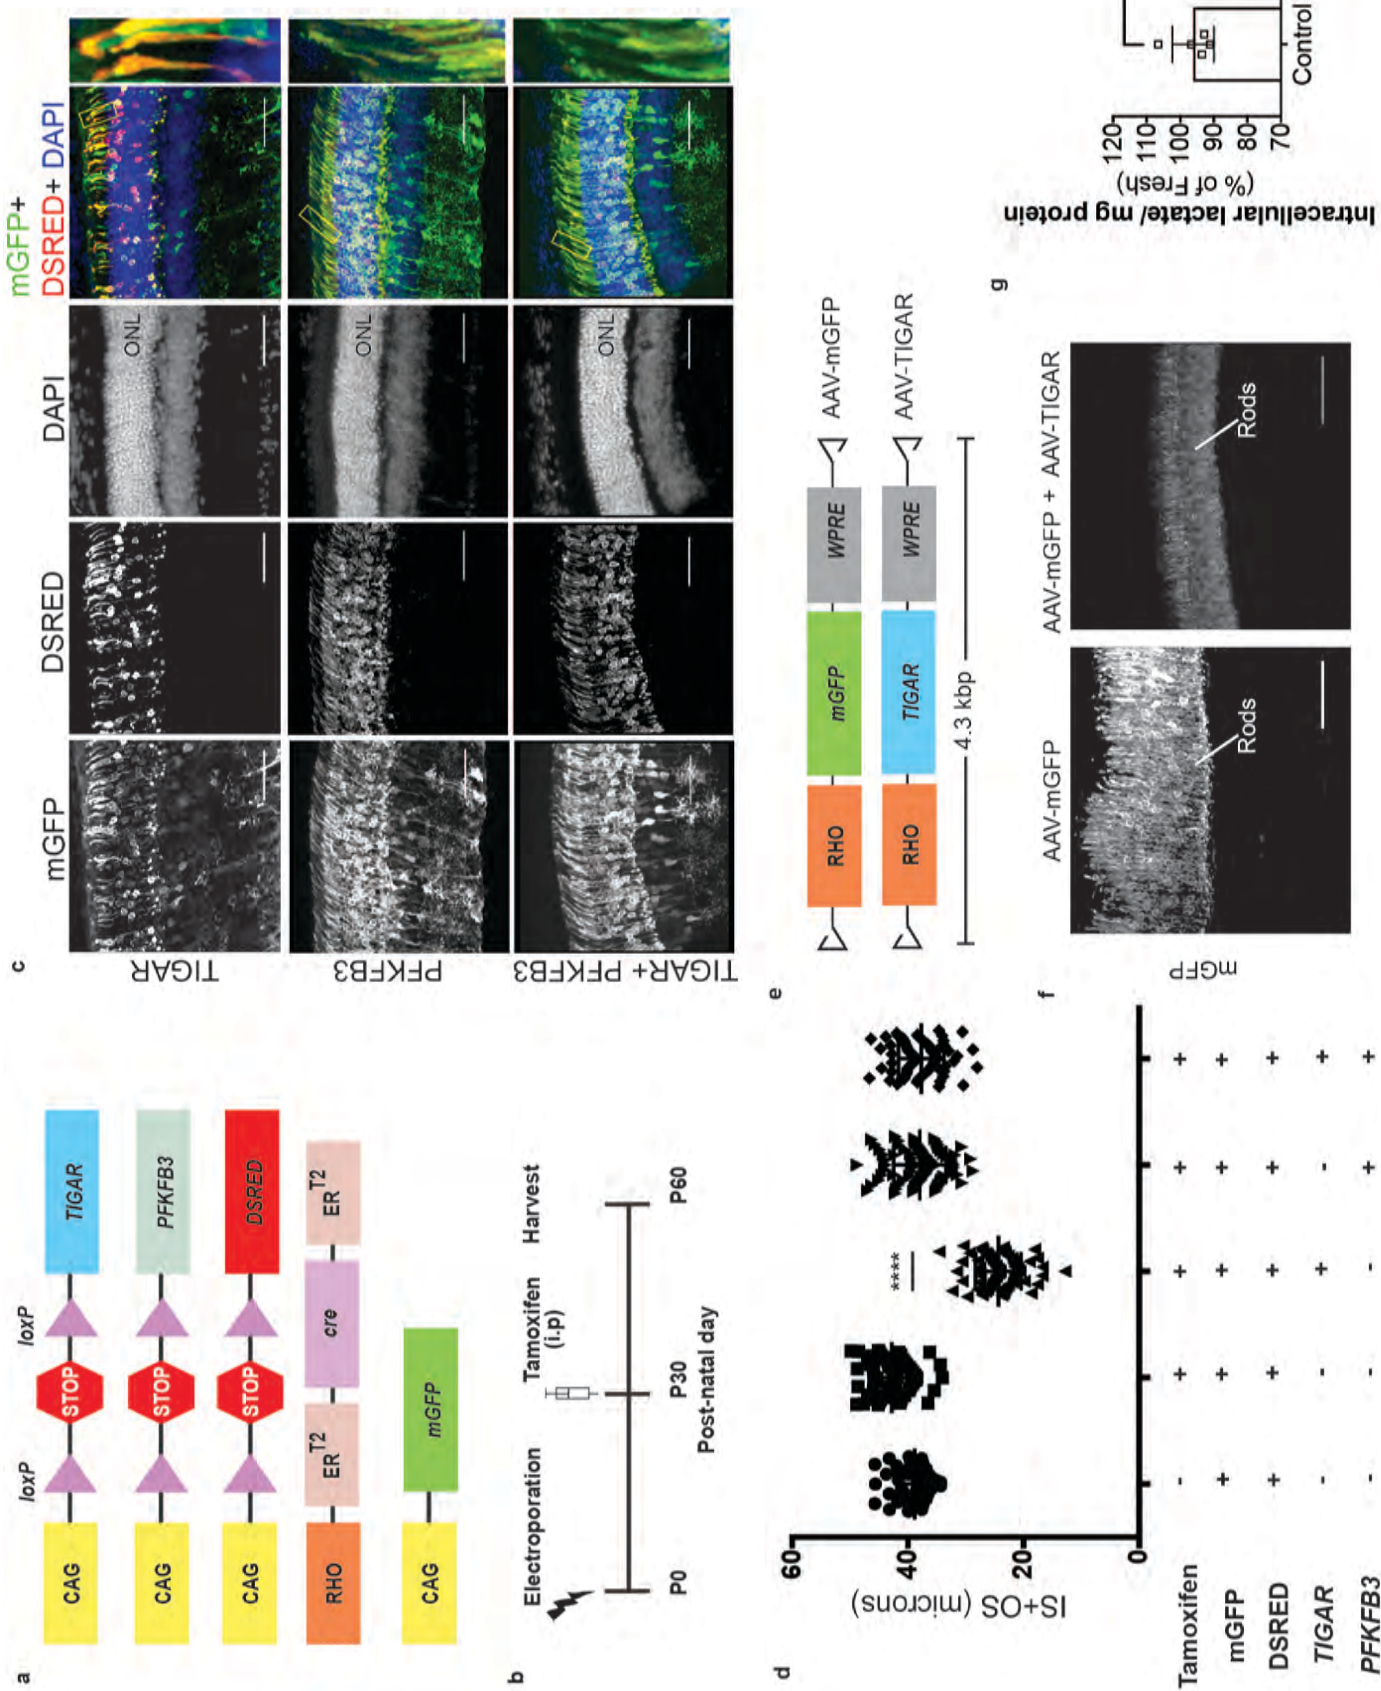 a
loxP loxP
CAG STOP TIGAR
CAG STOP PFKFB3
CAG STOP DSRED
RHO ER T2 cre ER T2
CAG mGFP
b
Electroporation Tamoxifen Harvest
(i.p)
P0 P30 P60
Post-natal day
c
mGFP DSRED DAPI mGFP+
DSRED+ DAPI
TIGAR
ONL
PFKFB3
ONL
TIGAR+ PFKFB3
ONL
d
IS+OS (microns)
60
40
20
0
****
Tamoxifen - + + + +
mGFP + + + + +
DSRED + + + + +
TIGAR - - + - +
PFKFB3 - - - + +
e
RHO mGFP WPRE AAV-mGFP
RHO TIGAR WPRE AAV-TIGAR
4.3 kbp
f
AAV-mGFP AAV-mGFP + AAV-TIGAR
mGFP
Rods Rods
g
Intracellular lactate/ mg protein
(% of Fresh)
120
110
100
90
80
70
Control